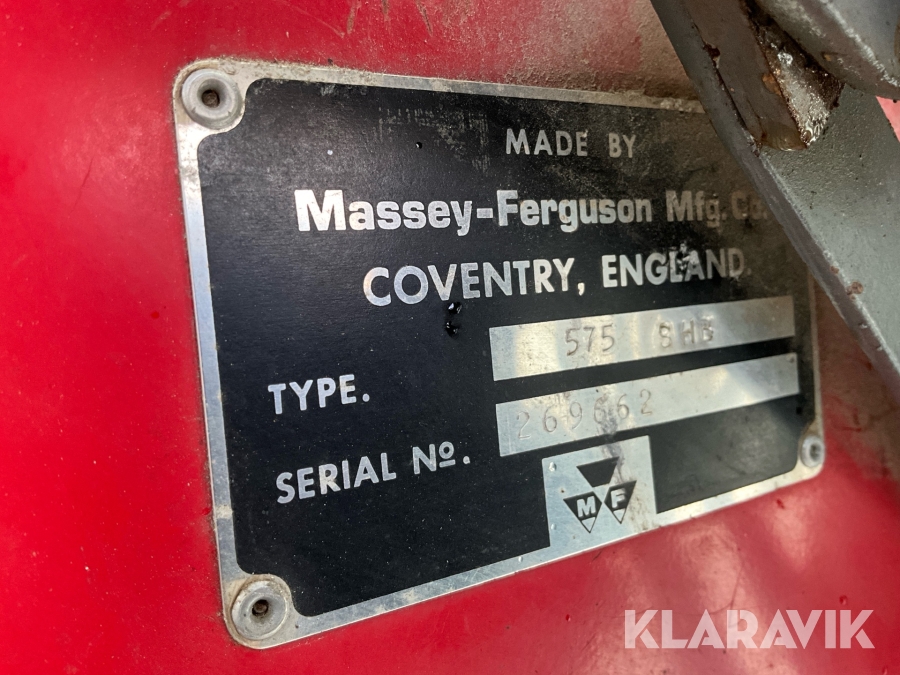 MADE BY
Massey-Ferguson Mfg. Co.
COVENTRY, ENGLAND.
TYPE. 575
SERIAL Nº. 269662
M F
KLARAVIK